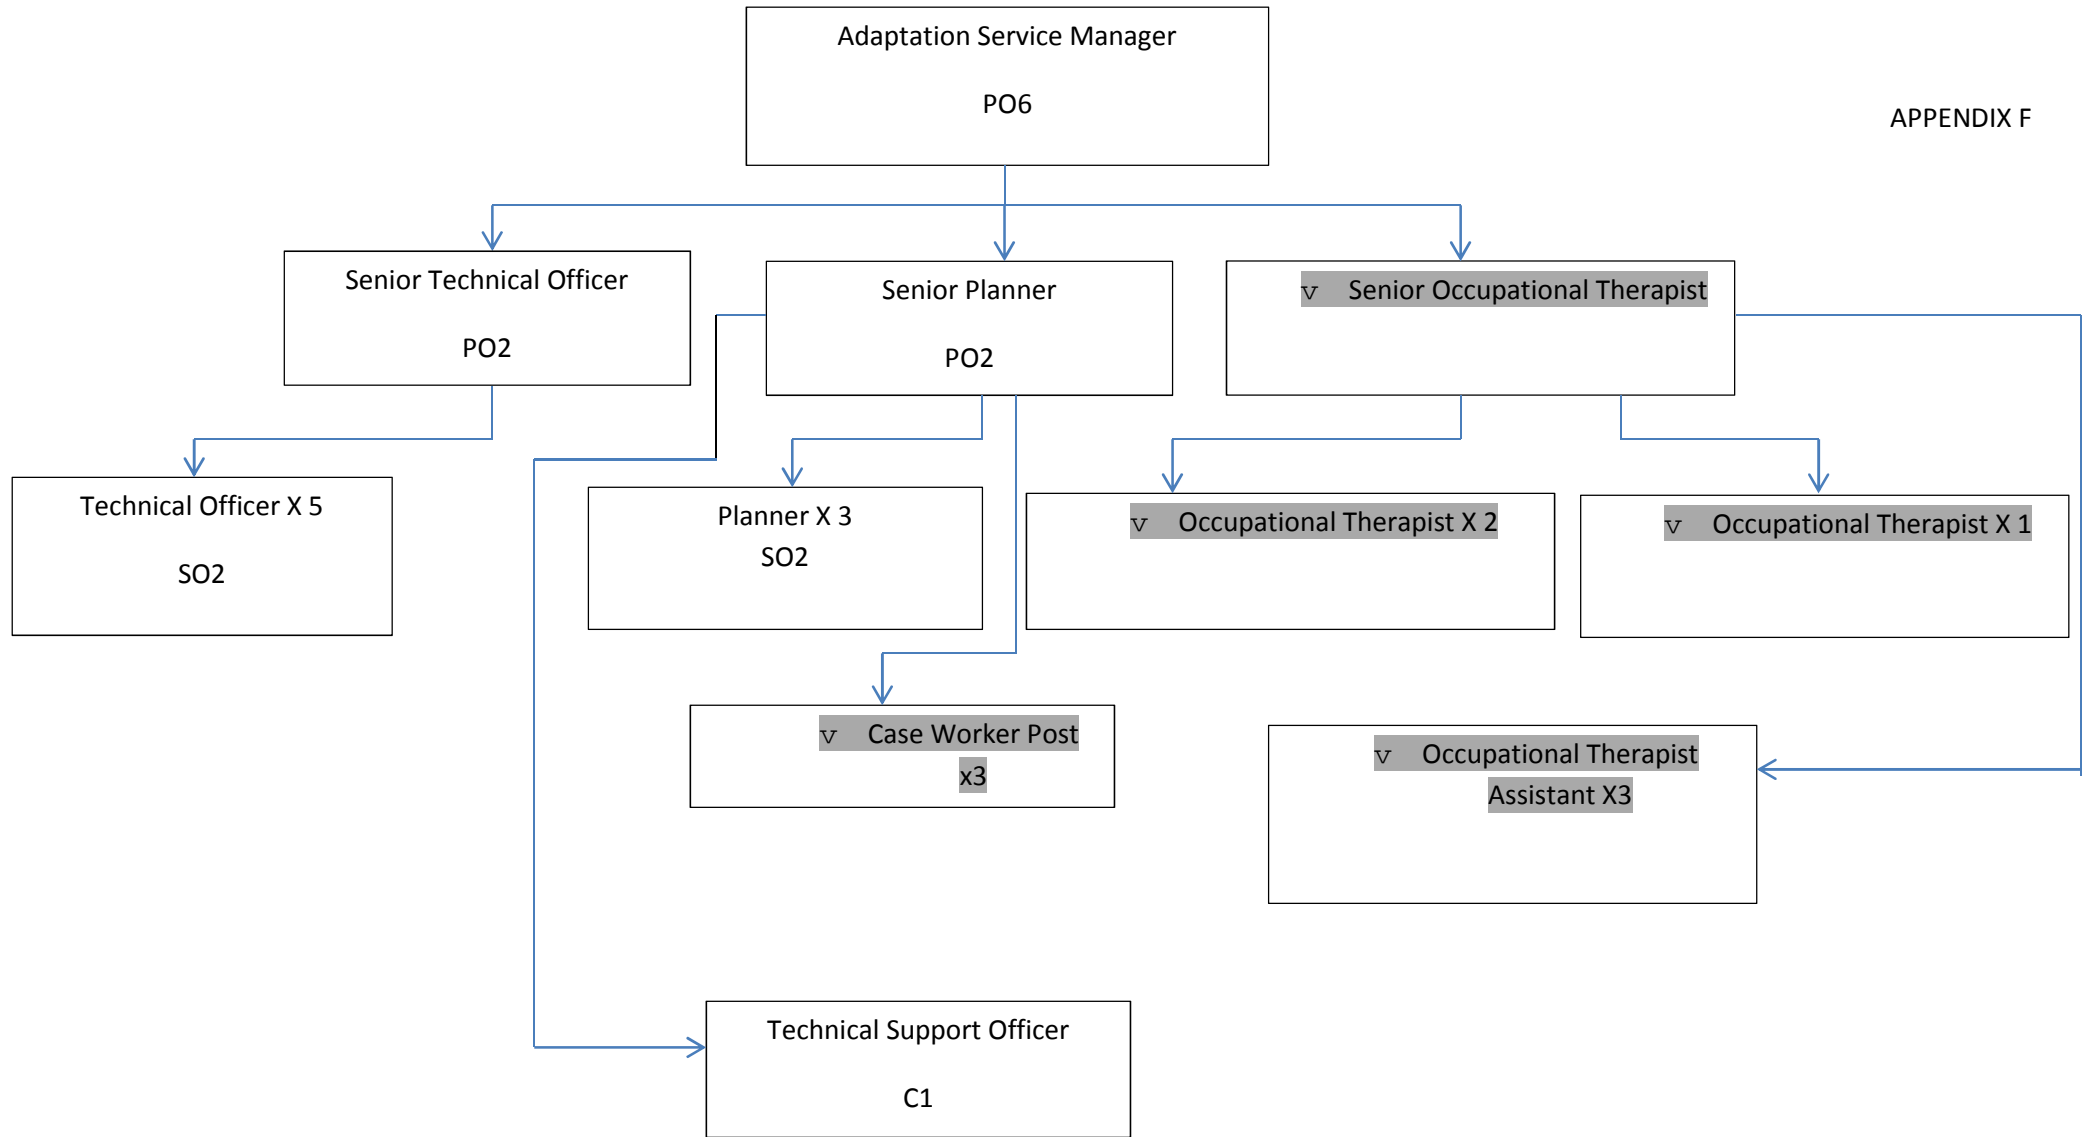 Adaptation Service Manager
PO6
APPENDIX F
Senior Technical Officer
PO2
Senior Planner
PO2
v Senior Occupational Therapist
Technical Officer X 5
SO2
Planner X 3
SO2
v Occupational Therapist X 2
v Occupational Therapist X 1
v Case Worker Post
x3
v Occupational Therapist
Assistant X3
Technical Support Officer
C1